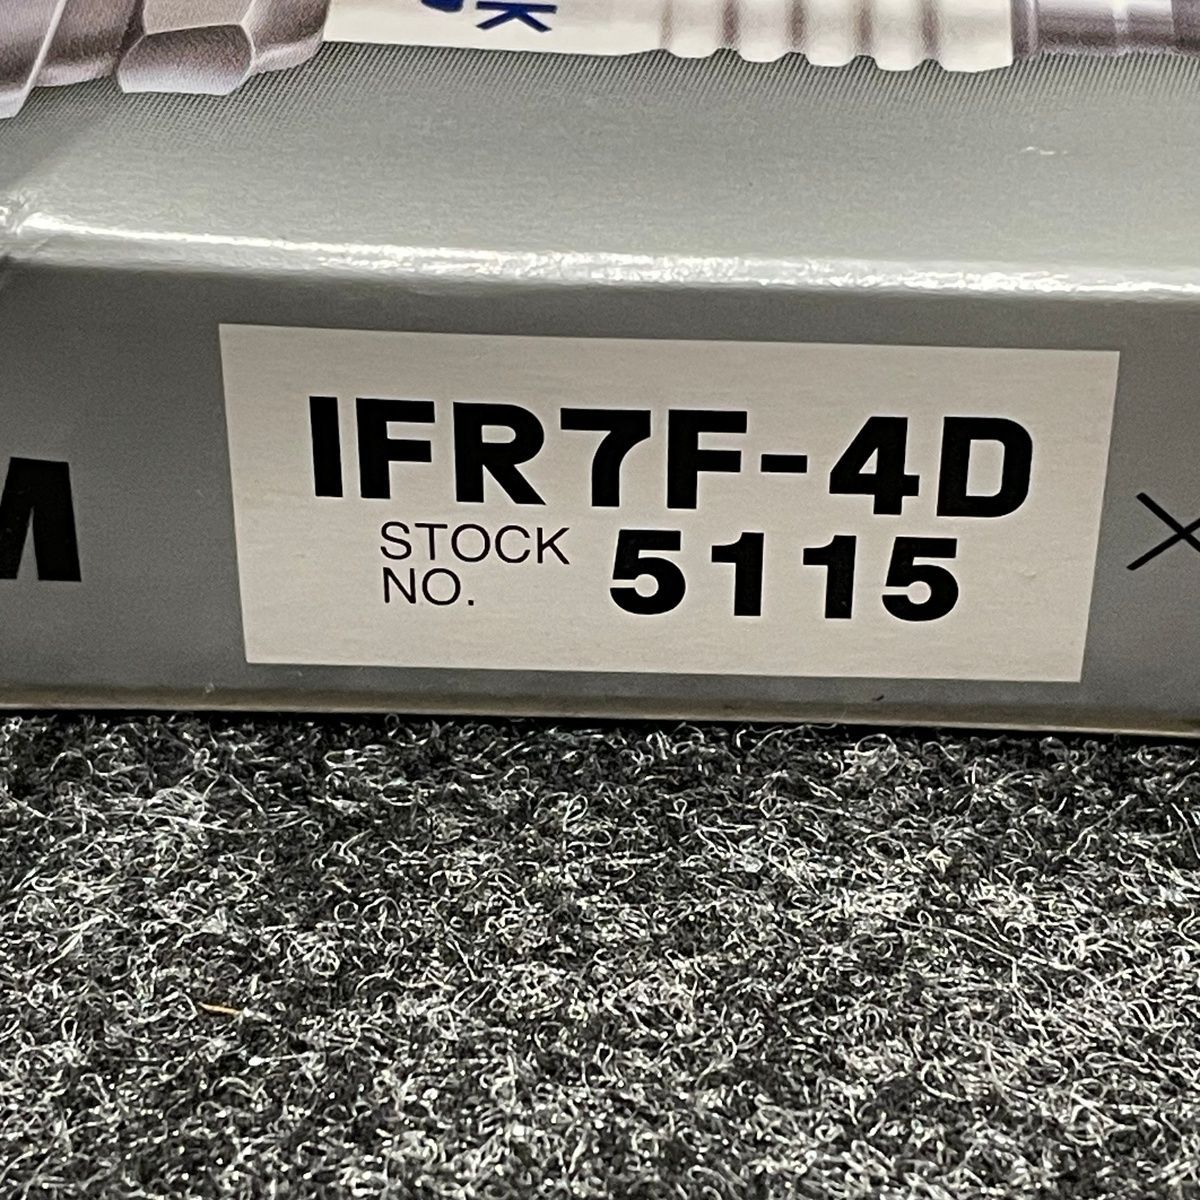 IFR7F-4D
STOCK
NO. 5115
M
×